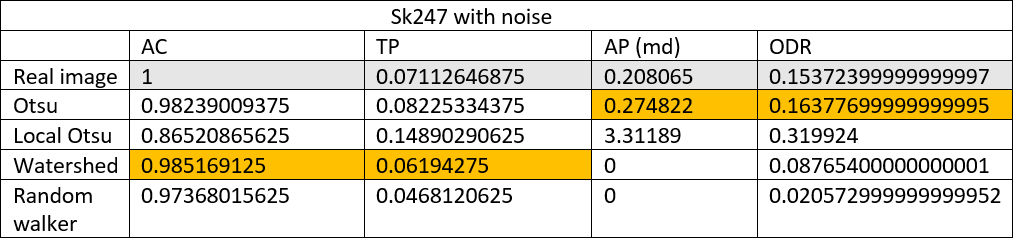 Sk247 with noise
AC TP AP (md) ODR
Real image 1 0.07112646875 0.208065 0.15372399999999997
Otsu 0.98239009375 0.08225334375 0.274822 0.16377699999999995
Local Otsu 0.86520865625 0.14890290625 3.31189 0.319924
Watershed 0.985169125 0.06194275 0 0.08765400000000001
Random 0.97368015625 0.0468120625 0 0.020572999999999952
walker